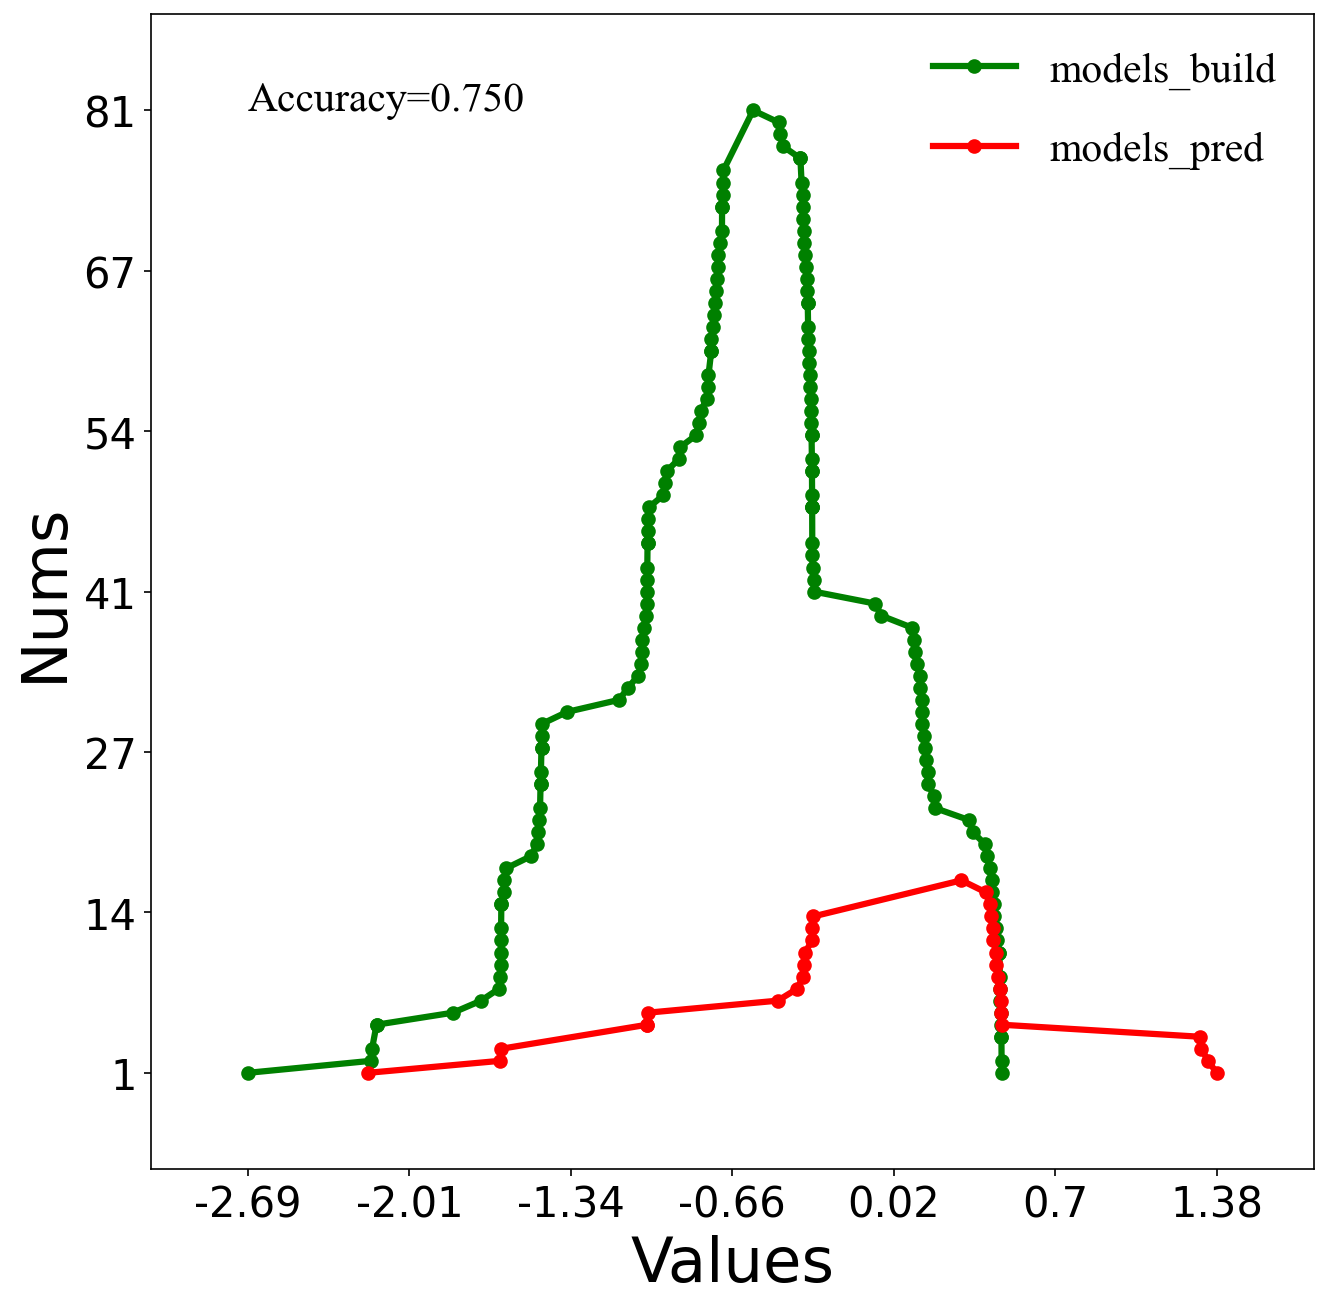 Accuracy=0.750
models_build
models_pred
81
67
54
41
27
14
1
Nums
-2.69 -2.01 -1.34 -0.66 0.02 0.7 1.38
Values